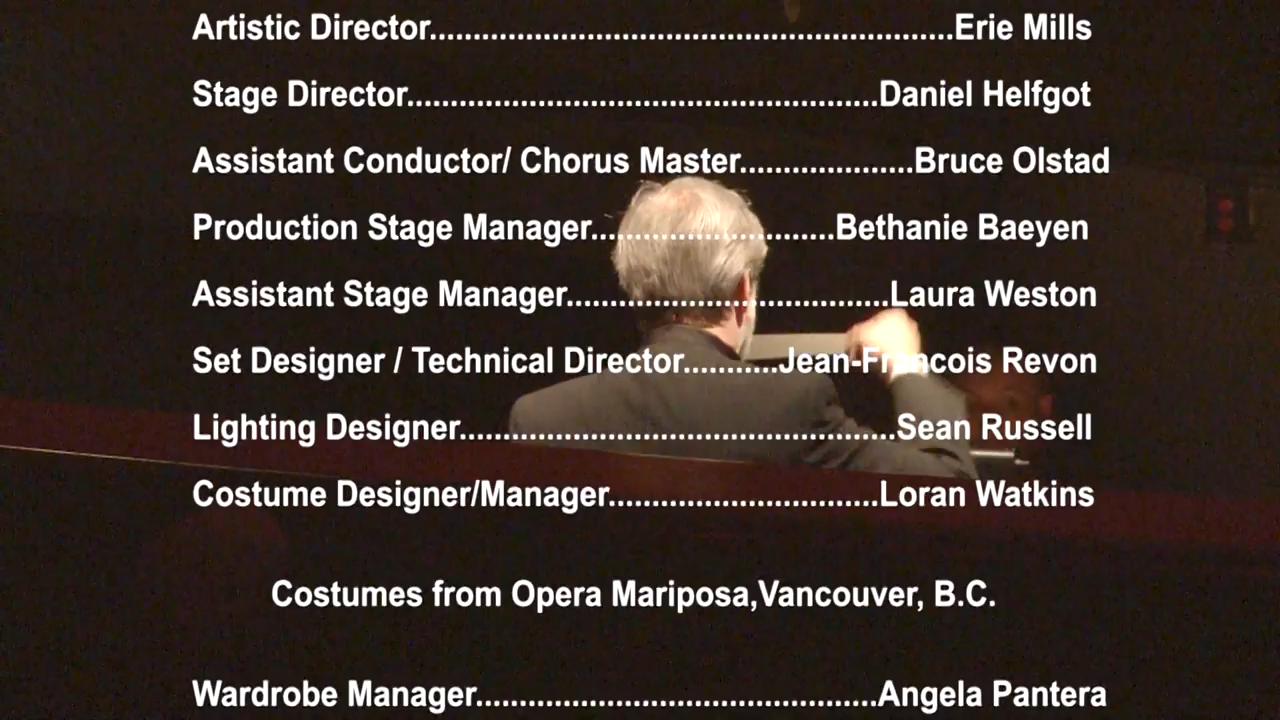 Artistic Director............................................................Erie Mills
Stage Director......................................................Daniel Helfgot
Assistant Conductor/ Chorus Master....................Bruce Olstad
Production Stage Manager............................Bethanie Baeyen
Assistant Stage Manager.....................................Laura Weston
Set Designer / Technical Director...........Jean-Francois Revon
Lighting Designer..................................................Sean Russell
Costume Designer/Manager...............................Loran Watkins
Costumes from Opera Mariposa,Vancouver, B.C.
Wardrobe Manager..............................................Angela Pantera